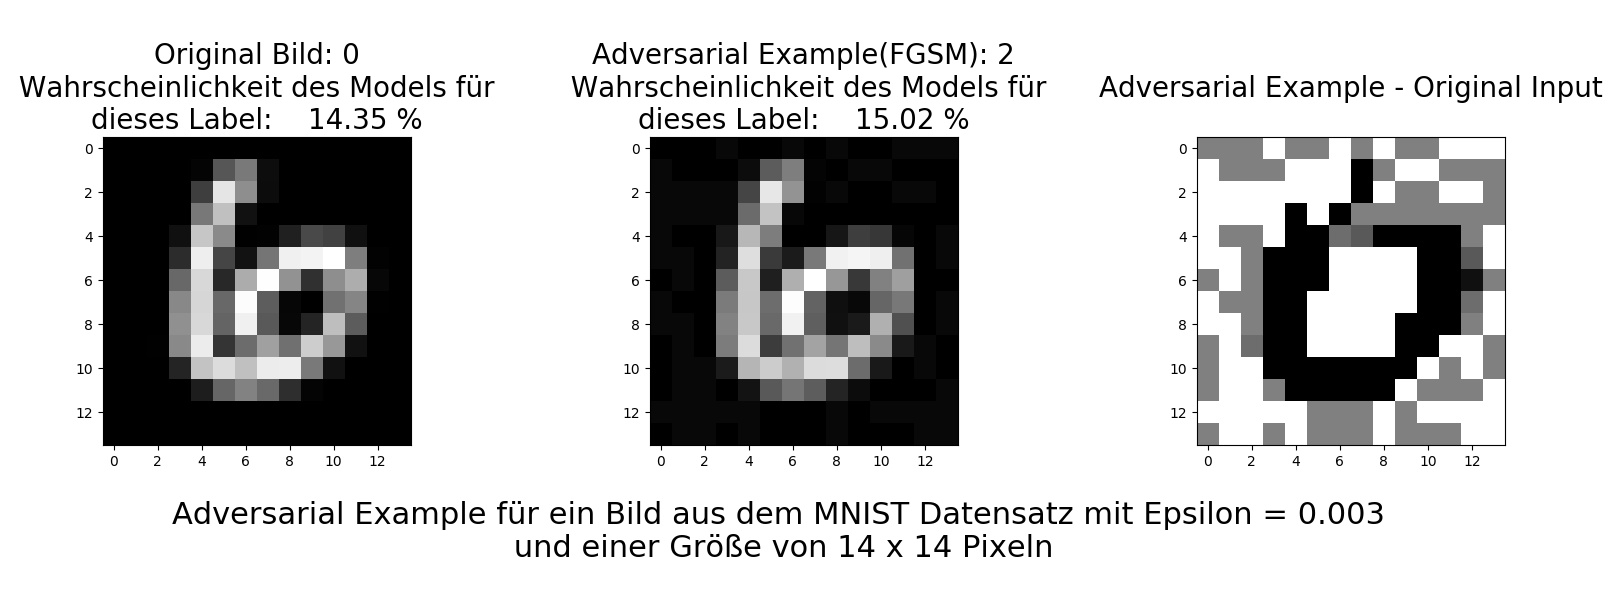 Original Bild: 0
Wahrscheinlichkeit des Models für
dieses Label: 14.35 %
0
2
4
6
8
10
12
0 2 4 6 8 10 12
Adversarial Example(FGSM): 2
Wahrscheinlichkeit des Models für
dieses Label: 15.02 %
0
2
4
6
8
10
12
0 2 4 6 8 10 12
Adversarial Example - Original Input
0
2
4
6
8
10
12
0 2 4 6 8 10 12
Adversarial Example für ein Bild aus dem MNIST Datensatz mit Epsilon = 0.003
und einer Größe von 14 x 14 Pixeln